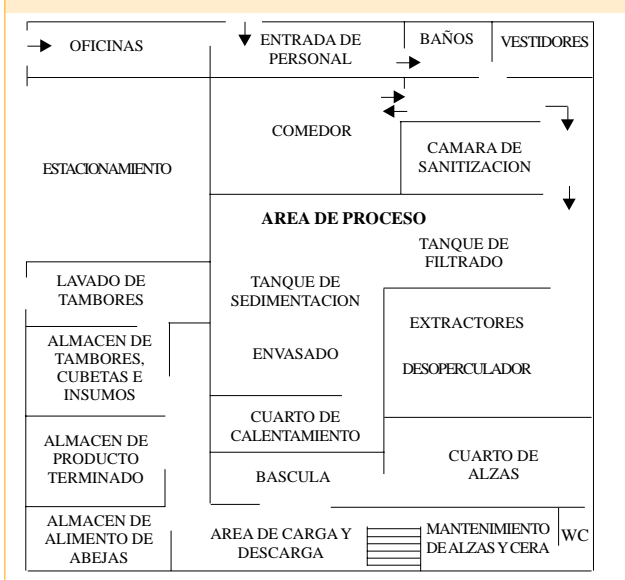 OFICINAS
ENTRADA DE
PERSONAL
BAÑOS
VESTIDORES
COMEDOR
CAMARA DE
SANITIZACION
ESTACIONAMIENTO
AREA DE PROCESO
TANQUE DE
FILTRADO
LAVADO DE
TAMBORES
TANQUE DE
SEDIMENTACION
EXTRACTORES
ALMACEN DE
TAMBORES,
CUBETAS E
INSUMOS
ENVASADO
DESOPERCULADOR
CUARTO DE
CALENTAMIENTO
ALMACEN DE
PRODUCTO
TERMINADO
BASCULA
CUARTO DE
ALZAS
ALMACEN DE
ALIMENTO DE
ABEJAS
AREA DE CARGA Y
DESCARGA
MANTENIMIENTO
DE ALZAS Y CERA
WC